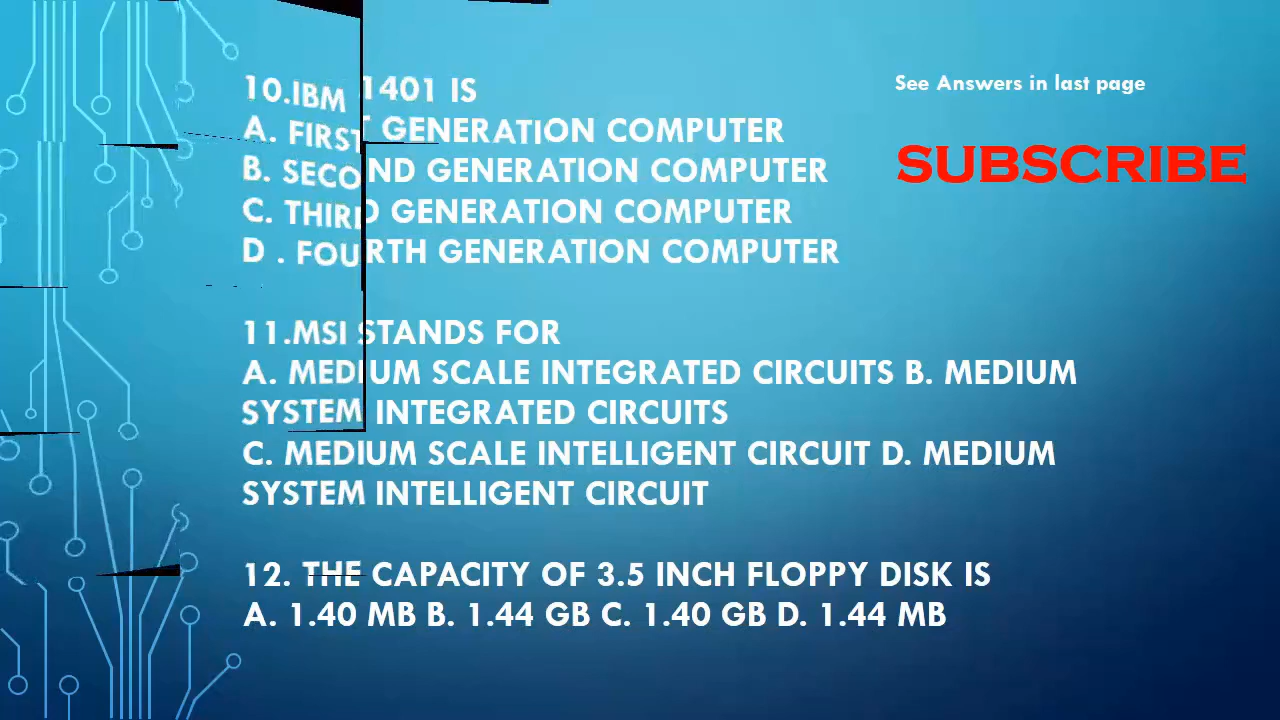 10.IBM 1401 IS
A. FIRST GENERATION COMPUTER
B. SECOND GENERATION COMPUTER
C. THIRD GENERATION COMPUTER
D . FOURTH GENERATION COMPUTER
11.MSI STANDS FOR
A. MEDIUM SCALE INTEGRATED CIRCUITS B. MEDIUM
SYSTEM INTEGRATED CIRCUITS
C. MEDIUM SCALE INTELLIGENT CIRCUIT D. MEDIUM
SYSTEM INTELLIGENT CIRCUIT
12. THE CAPACITY OF 3.5 INCH FLOPPY DISK IS
A. 1.40 MB B. 1.44 GB C. 1.40 GB D. 1.44 MB
See Answers in last page
SUBSCRIBE